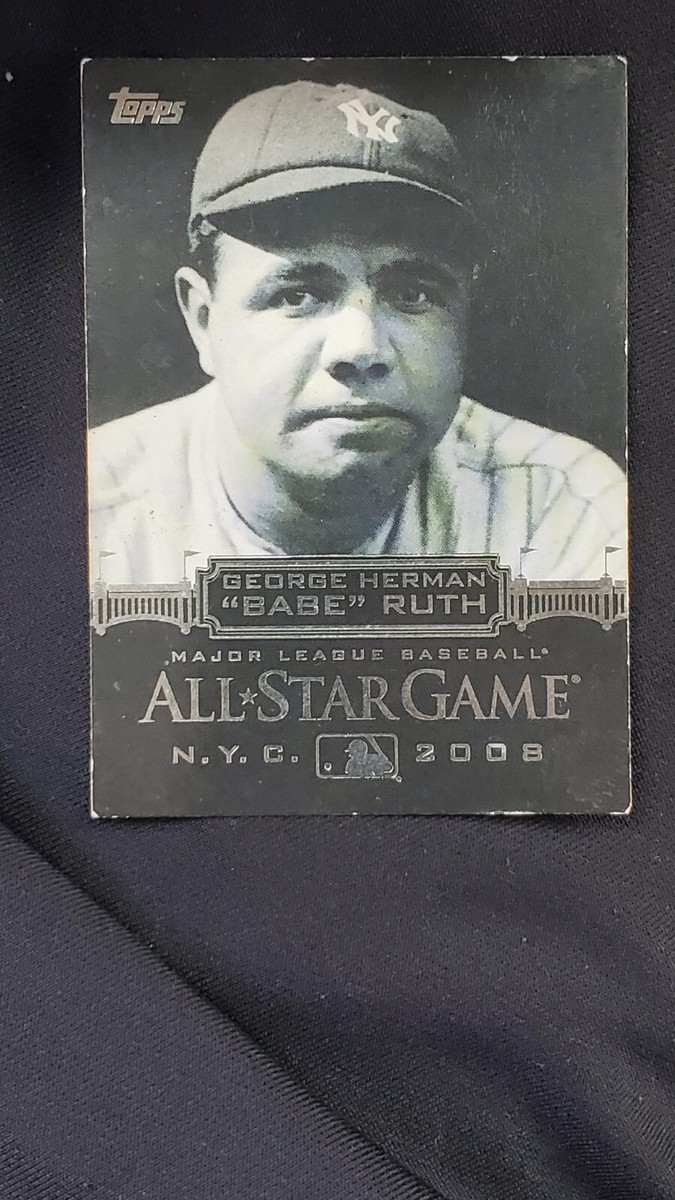 Topps
NY
GEORGE HERMAN
“BABE” RUTH
MAJOR LEAGUE BASEBALL®
ALL★STAR GAME®
N.Y.C. 2008